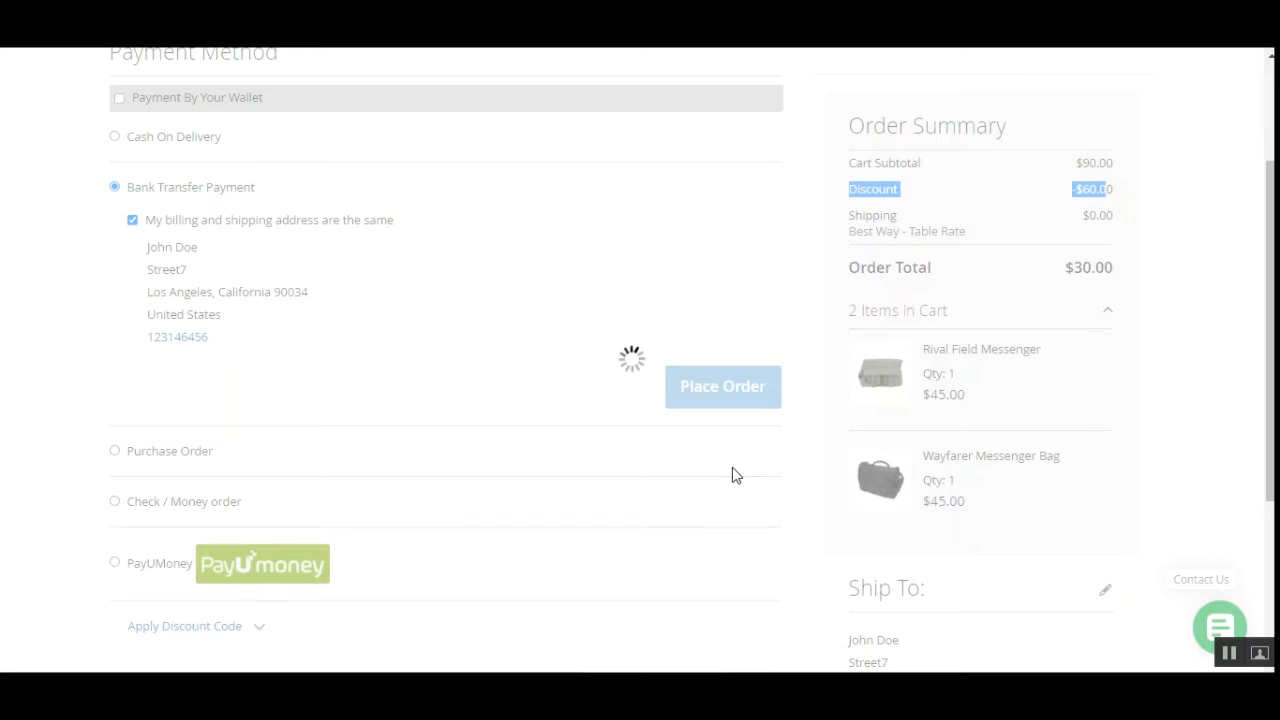 Payment Method
Payment By Your Wallet
Cash On Delivery
Bank Transfer Payment
My billing and shipping address are the same
John Doe
Street7
Los Angeles, California 90034
United States
123146456
Place Order
Purchase Order
Check / Money order
PayUMoney PayUmoney
Apply Discount Code
Order Summary
Cart Subtotal $90.00
Discount -$60.00
Shipping $0.00
Best Way - Table Rate
Order Total $30.00
2 Items in Cart
Rival Field Messenger
Qty: 1
$45.00
Wayfarer Messenger Bag
Qty: 1
$45.00
Ship To:
John Doe
Street7
Contact Us